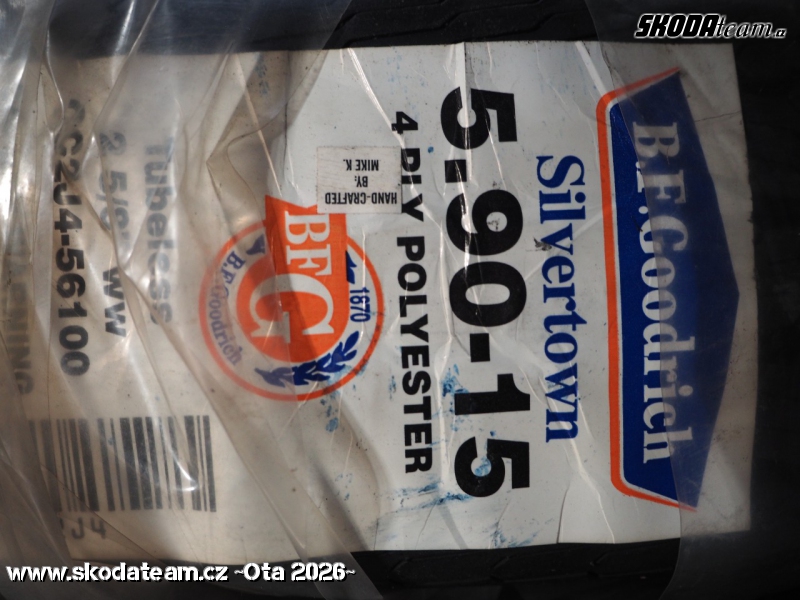 SKODAteam.cz
B.F.Goodrich
Silvertown
5.90-15
4 PLY POLYESTER
HAND-CRAFTED
BY:
MIKE K.
BFG
1870
B.F.Goodrich
Tubeless
WW
56100
www.skodateam.cz ~Ota 2026~